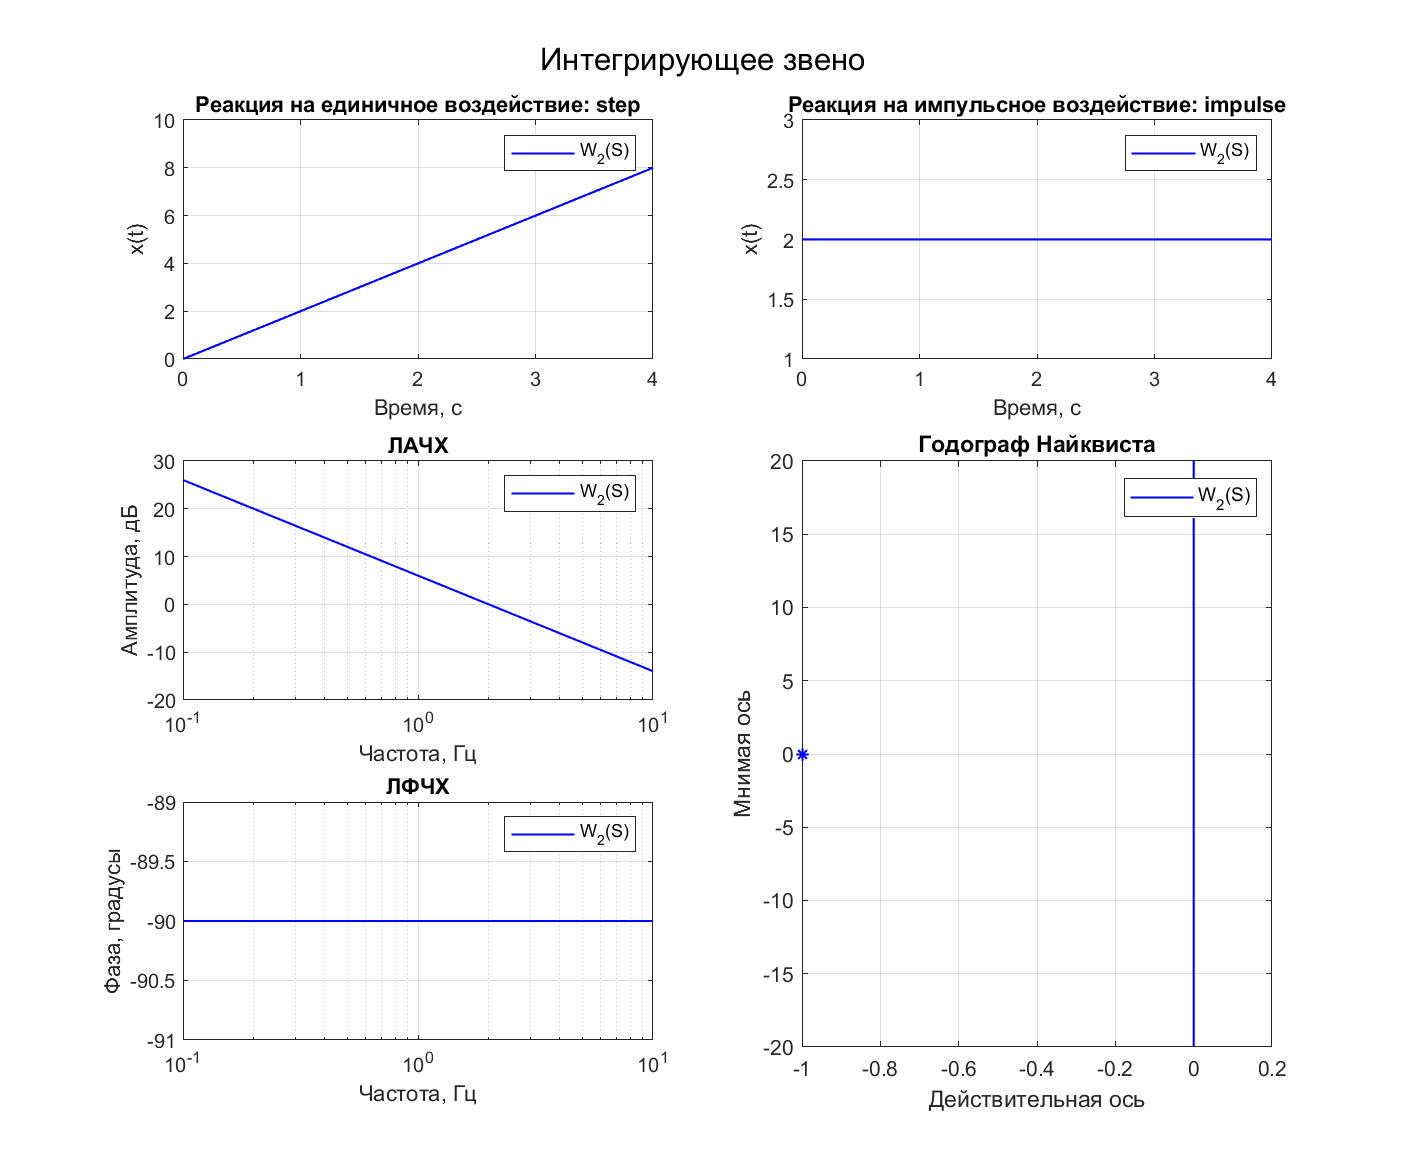 Интегрирующее звено
Реакция на единичное воздействие: step
10
8
6
4
2
0
x(t)
W2(S)
0 1 2 3 4
Время, с
Реакция на импульсное воздействие: impulse
3
2.5
2
1.5
1
x(t)
W2(S)
0 1 2 3 4
Время, с
ЛАЧХ
30
20
10
0
-10
-20
Амплитуда, дБ
W2(S)
10-1 100 101
Частота, Гц
ЛФЧХ
-89
-89.5
-90
-90.5
-91
Фаза, градусы
W2(S)
10-1 100 101
Частота, Гц
Годограф Найквиста
20
15
10
5
0
-5
-10
-15
-20
Мнимая ось
W2(S)
-1 -0.8 -0.6 -0.4 -0.2 0 0.2
Действительная ось